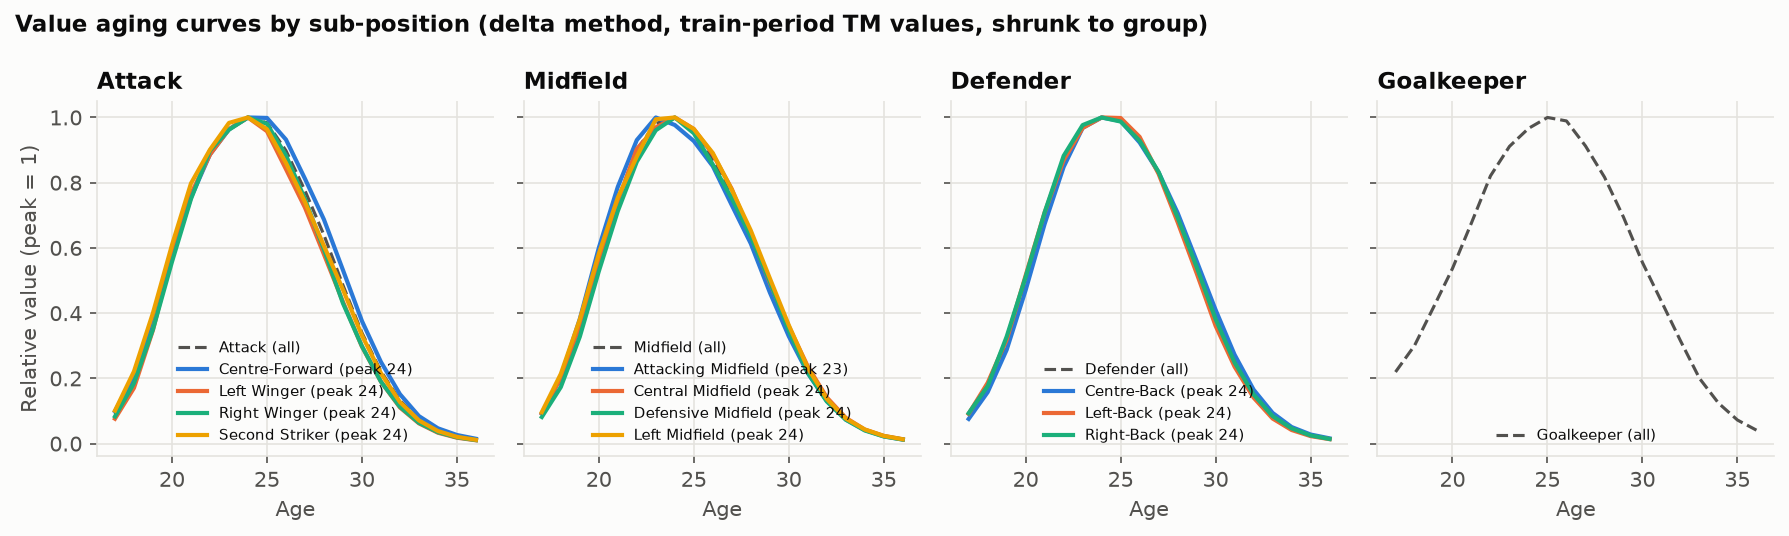 Value aging curves by sub-position (delta method, train-period TM values, shrunk to group)
Attack
Midfield
Defender
Goalkeeper
Relative value (peak = 1)
1.0
0.8
0.6
0.4
0.2
0.0
Attack (all)
Centre-Forward (peak 24)
Left Winger (peak 24)
Right Winger (peak 24)
Second Striker (peak 24)
20 25 30 35
Age
Midfield (all)
Attacking Midfield (peak 23)
Central Midfield (peak 24)
Defensive Midfield (peak 24)
Left Midfield (peak 24)
20 25 30 35
Age
Defender (all)
Centre-Back (peak 24)
Left-Back (peak 24)
Right-Back (peak 24)
20 25 30 35
Age
Goalkeeper (all)
20 25 30 35
Age